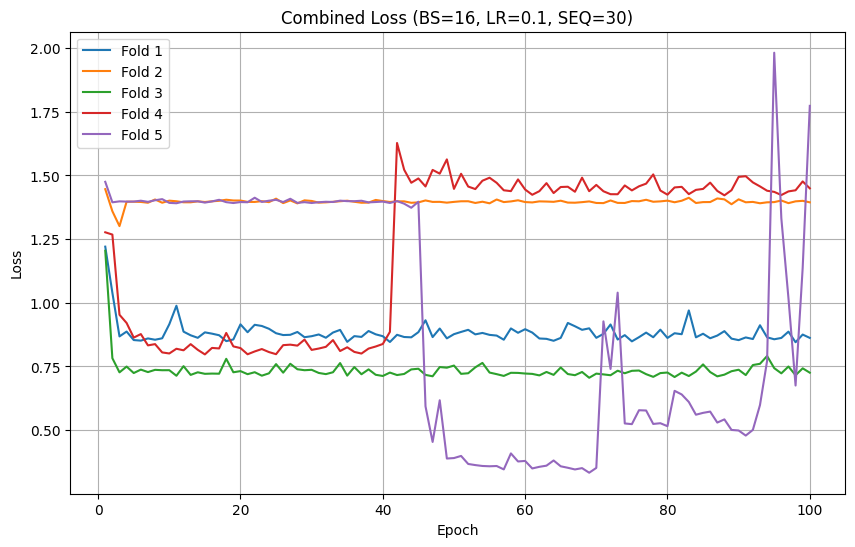 Combined Loss (BS=16, LR=0.1, SEQ=30)
2.00
1.75
1.50
1.25
1.00
0.75
0.50
Loss
Fold 1
Fold 2
Fold 3
Fold 4
Fold 5
0 20 40 60 80 100
Epoch